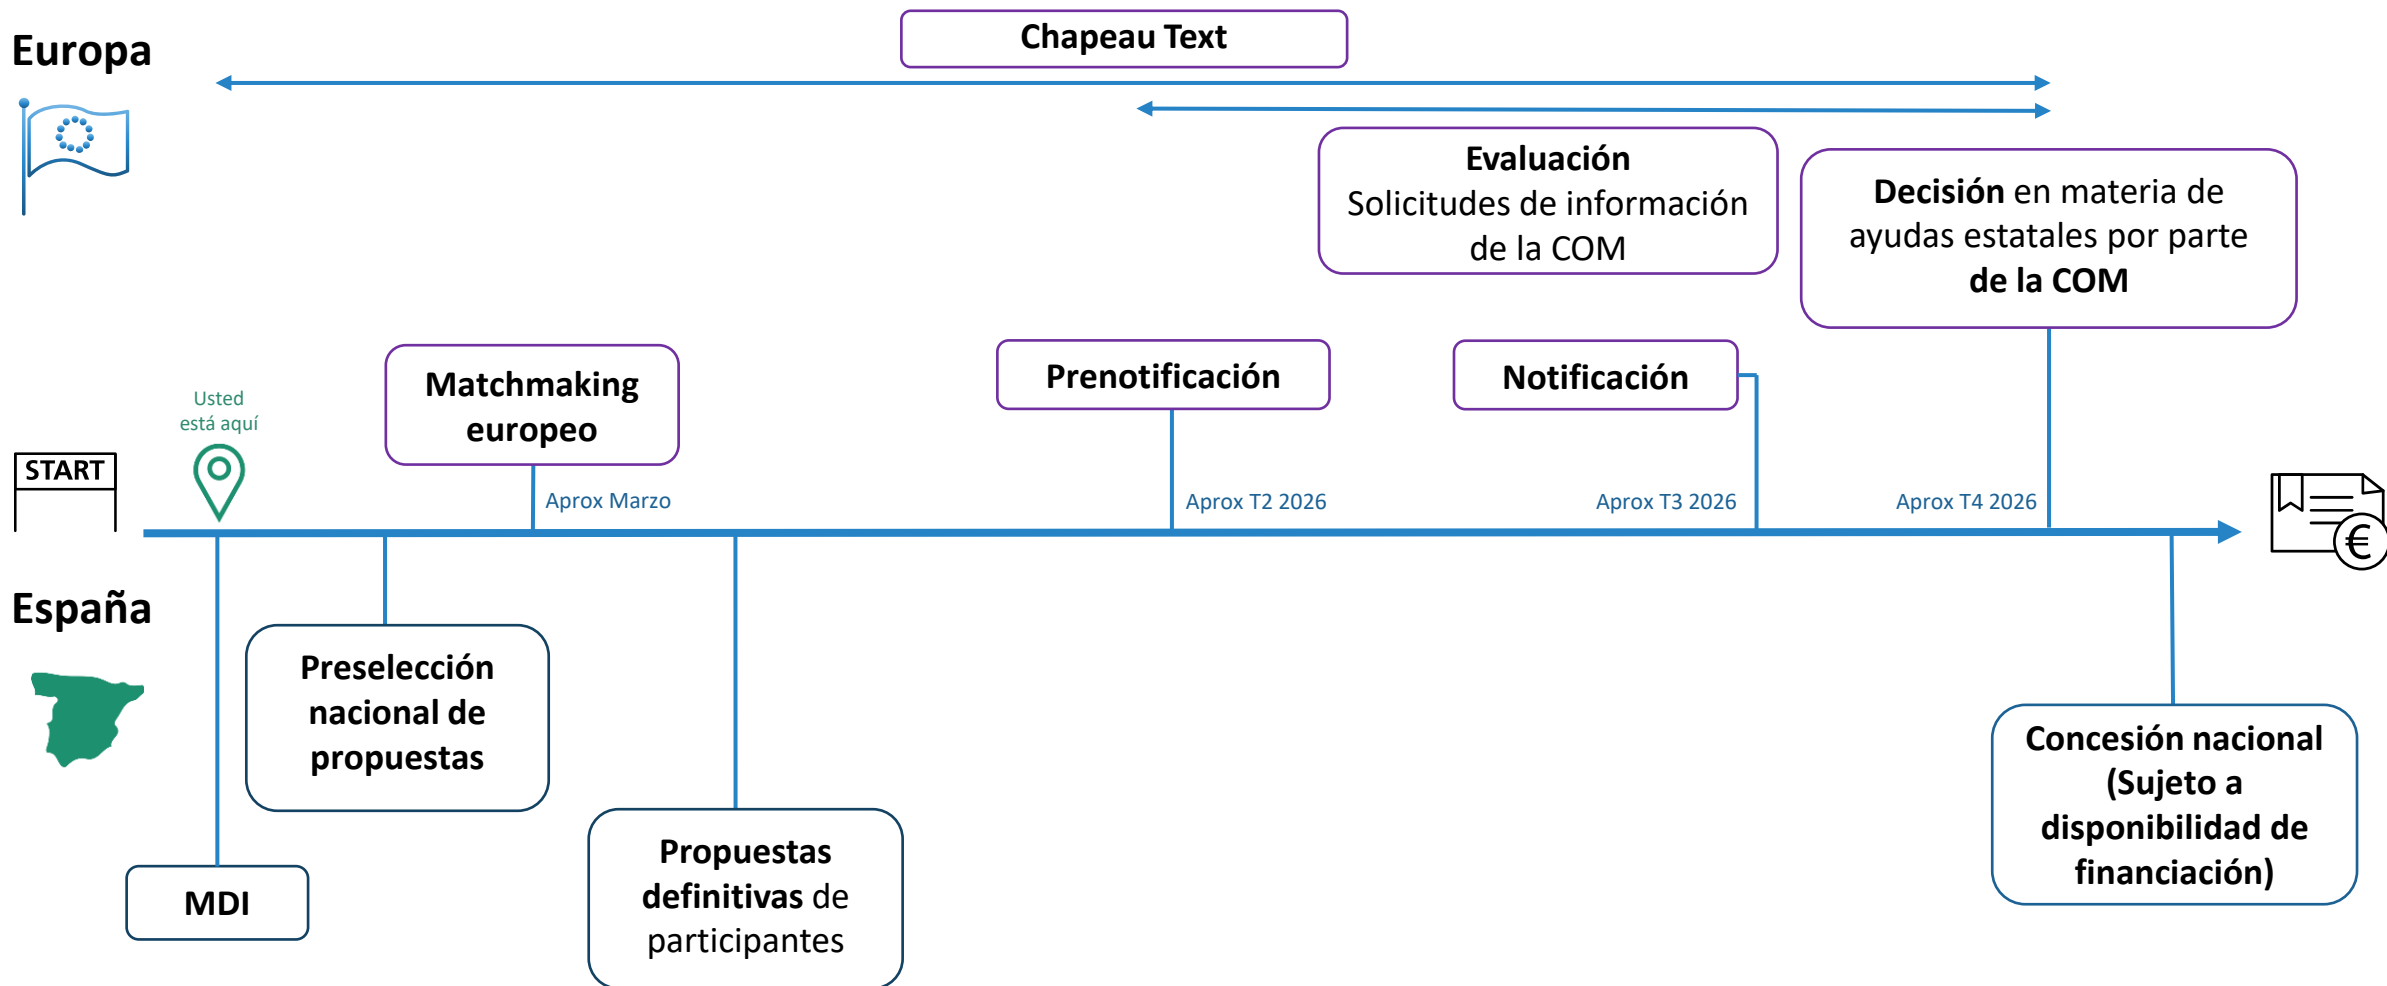 Europa
Chapeau Text
Evaluación
Solicitudes de información
de la COM
Decisión en materia de
ayudas estatales por parte
de la COM
Usted
está aquí
START
Matchmaking
europeo
Aprox Marzo
Prenotificación
Aprox T2 2026
Notificación
Aprox T3 2026
Aprox T4 2026
€
España
MDI
Preselección
nacional de
propuestas
Propuestas
definitivas de
participantes
Concesión nacional
(Sujeto a
disponibilidad de
financiación)